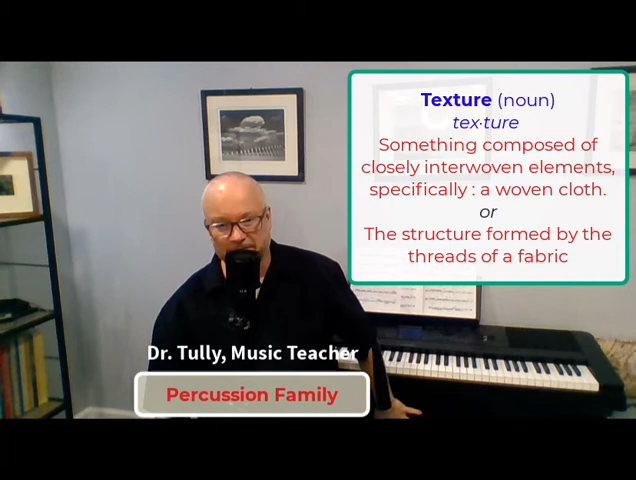 Texture (noun)
tex·ture
Something composed of
closely interwoven elements,
specifically : a woven cloth.
or
The structure formed by the
threads of a fabric
Dr. Tully, Music Teacher
Percussion Family